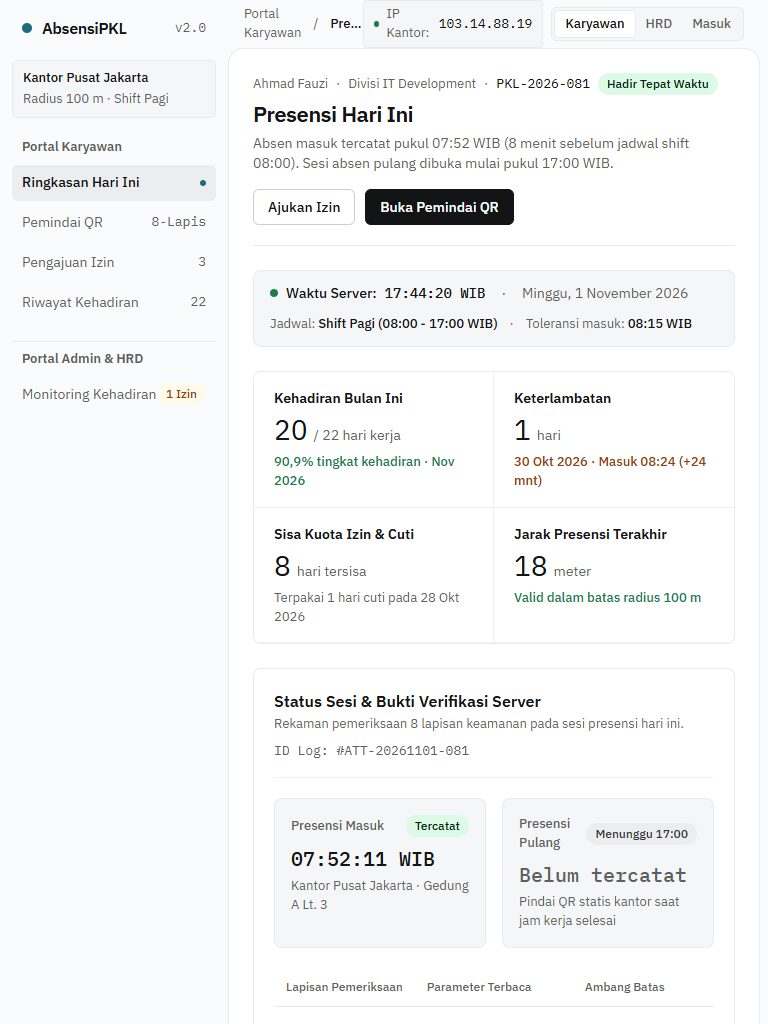 AbsensiPKL v2.0
Kantor Pusat Jakarta
Radius 100 m · Shift Pagi
Portal Karyawan
Ringkasan Hari Ini
Pemindai QR 8-Lapis
Pengajuan Izin 3
Riwayat Kehadiran 22
Portal Admin & HRD
Monitoring Kehadiran 1 Izin
Portal
Karyawan / Pre...
IP
Kantor: 103.14.88.19
Karyawan HRD Masuk
Ahmad Fauzi · Divisi IT Development · PKL-2026-081 Hadir Tepat Waktu
Presensi Hari Ini
Absen masuk tercatat pukul 07:52 WIB (8 menit sebelum jadwal shift
08:00). Sesi absen pulang dibuka mulai pukul 17:00 WIB.
Ajukan Izin Buka Pemindai QR
Waktu Server: 17:44:20 WIB · Minggu, 1 November 2026
Jadwal: Shift Pagi (08:00 - 17:00 WIB) · Toleransi masuk: 08:15 WIB
Kehadiran Bulan Ini
20 / 22 hari kerja
90,9% tingkat kehadiran · Nov
2026
Keterlambatan
1 hari
30 Okt 2026 · Masuk 08:24 (+24
mnt)
Sisa Kuota Izin & Cuti
8 hari tersisa
Terpakai 1 hari cuti pada 28 Okt
2026
Jarak Presensi Terakhir
18 meter
Valid dalam batas radius 100 m
Status Sesi & Bukti Verifikasi Server
Rekaman pemeriksaan 8 lapisan keamanan pada sesi presensi hari ini.
ID Log: #ATT-20261101-081
Presensi Masuk Tercatat
07:52:11 WIB
Kantor Pusat Jakarta · Gedung
A Lt. 3
Presensi
Pulang Menunggu 17:00
Belum tercatat
Pindai QR statis kantor saat
jam kerja selesai
Lapisan Pemeriksaan Parameter Terbaca Ambang Batas